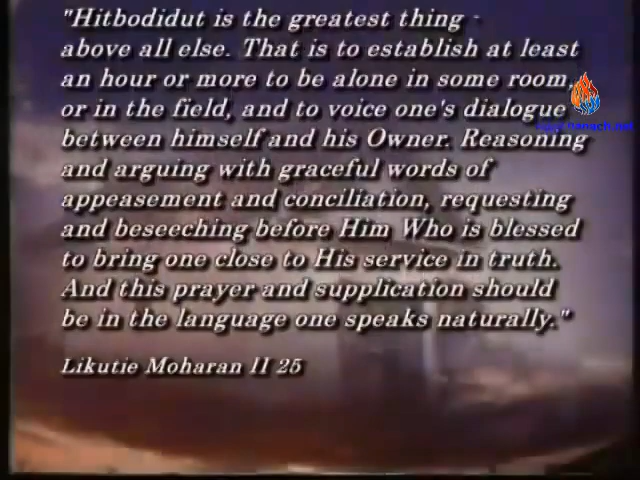 "Hitbodidut is the greatest thing -
above all else. That is to establish at least
an hour or more to be alone in some room,
or in the field, and to voice one's dialogue
between himself and his Owner. Reasoning
and arguing with graceful words of
appeasement and conciliation, requesting
and beseeching before Him Who is blessed
to bring one close to His service in truth.
And this prayer and supplication should
be in the language one speaks naturally."
Likutie Moharan II 25